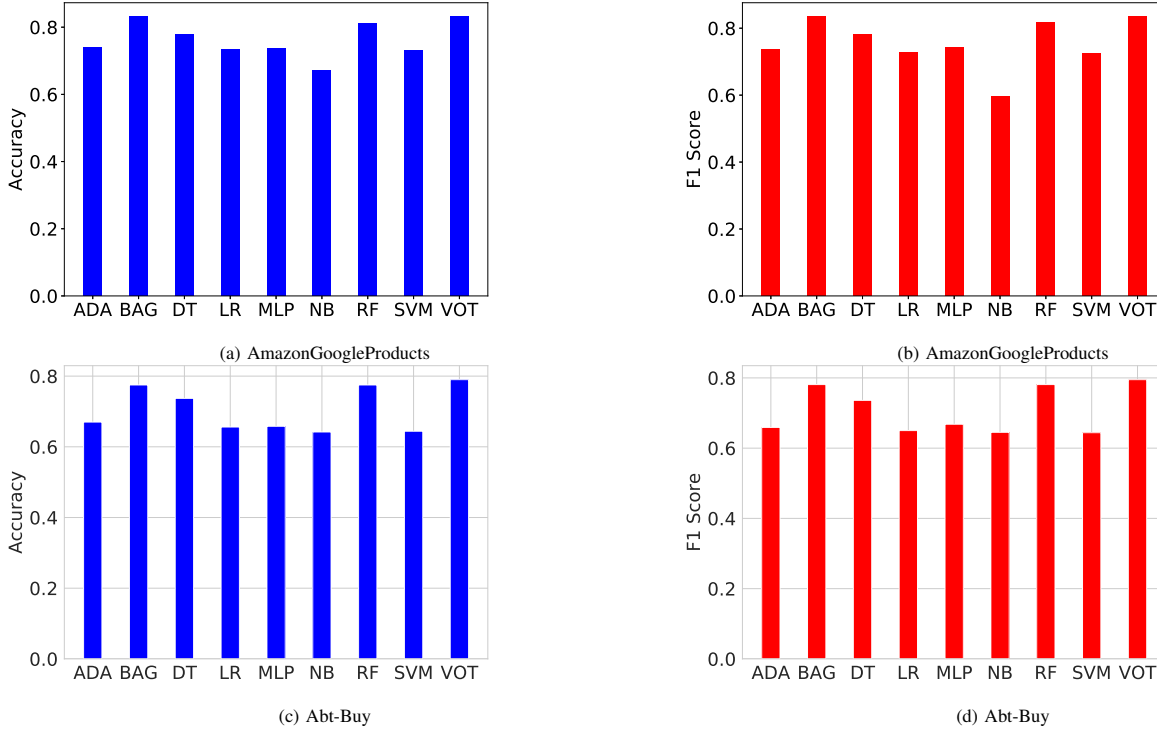 0.8
0.6
0.4
0.2
0.0
Accuracy
ADA BAG DT LR MLP NB RF SVM VOT
(a) AmazonGoogleProducts
0.8
0.6
0.4
0.2
0.0
F1 Score
ADA BAG DT LR MLP NB RF SVM VOT
(b) AmazonGoogleProducts
0.8
0.6
0.4
0.2
0.0
Accuracy
ADA BAG DT LR MLP NB RF SVM VOT
(c) Abt-Buy
0.8
0.6
0.4
0.2
0.0
F1 Score
ADA BAG DT LR MLP NB RF SVM VOT
(d) Abt-Buy